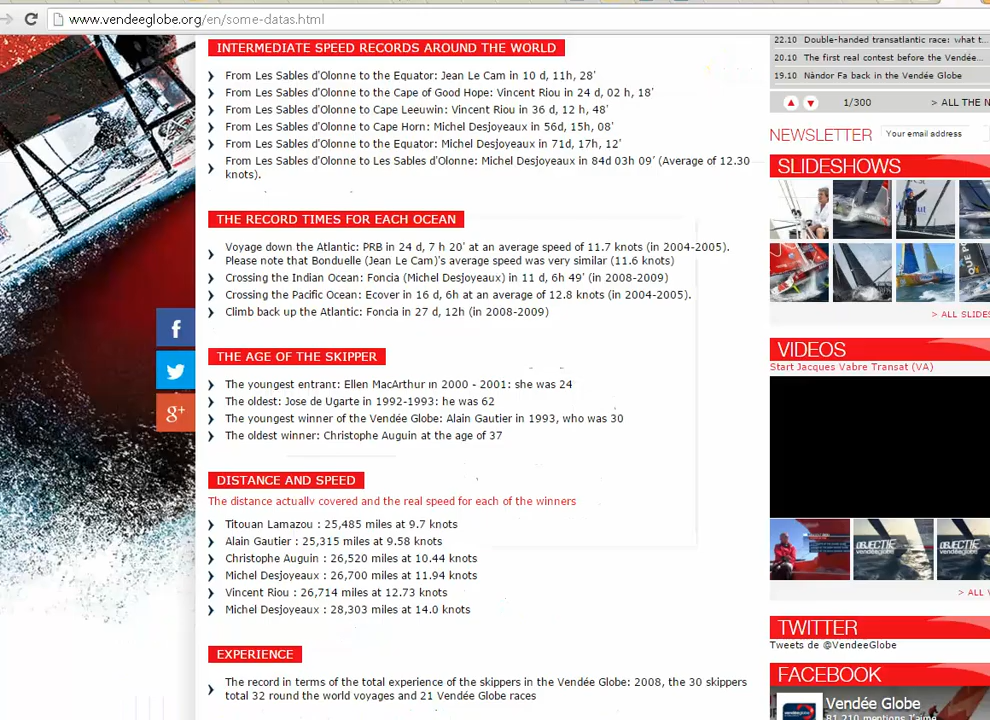 www.vendeeglobe.org/en/some-datas.html
INTERMEDIATE SPEED RECORDS AROUND THE WORLD
From Les Sables d'Olonne to the Equator: Jean Le Cam in 10 d, 11h, 28'
From Les Sables d'Olonne to the Cape of Good Hope: Vincent Riou in 24 d, 02 h, 18'
From Les Sables d'Olonne to Cape Leeuwin: Vincent Riou in 36 d, 12 h, 48'
From Les Sables d'Olonne to Cape Horn: Michel Desjoyeaux in 56d, 15h, 08'
From Les Sables d'Olonne to the Equator: Michel Desjoyeaux in 71d, 17h, 12'
From Les Sables d'Olonne to Les Sables d'Olonne: Michel Desjoyeaux in 84d 03h 09' (Average of 12.30
knots).
THE RECORD TIMES FOR EACH OCEAN
Voyage down the Atlantic: PRB in 24 d, 7 h 20' at an average speed of 11.7 knots (in 2004-2005).
Please note that Bonduelle (Jean Le Cam)'s average speed was very similar (11.6 knots)
Crossing the Indian Ocean: Foncia (Michel Desjoyeaux) in 11 d, 6h 49' (in 2008-2009)
Crossing the Pacific Ocean: Ecover in 16 d, 6h at an average of 12.8 knots (in 2004-2005).
Climb back up the Atlantic: Foncia in 27 d, 12h (in 2008-2009)
THE AGE OF THE SKIPPER
The youngest entrant: Ellen MacArthur in 2000 - 2001: she was 24
The oldest: Jose de Ugarte in 1992-1993: he was 62
The youngest winner of the Vendée Globe: Alain Gautier in 1993, who was 30
The oldest winner: Christophe Auguin at the age of 37
DISTANCE AND SPEED
The distance actually covered and the real speed for each of the winners
Titouan Lamazou : 25,485 miles at 9.7 knots
Alain Gautier : 25,315 miles at 9.58 knots
Christophe Auguin : 26,520 miles at 10.44 knots
Michel Desjoyeaux : 26,700 miles at 11.94 knots
Vincent Riou : 26,714 miles at 12.73 knots
Michel Desjoyeaux : 28,303 miles at 14.0 knots
EXPERIENCE
The record in terms of the total experience of the skippers in the Vendée Globe: 2008, the 30 skippers
total 32 round the world voyages and 21 Vendée Globe races
f
g+
22.10 Double-handed transatlantic race: what t...
20.10 The first real contest before the Vendée...
19.10 Nàndor Fa back in the Vendée Globe
1/300 > ALL THE N
NEWSLETTER Your email address
SLIDESHOWS
> ALL SLIDES
VIDEOS
Start Jacques Vabre Transat (VA)
OBJECTIF
vendéeglobe
OBJECTIF
vendéeglobe
> ALL V
TWITTER
Tweets de @VendeeGlobe
FACEBOOK
Vendée Globe
81 210 mentions J'aime